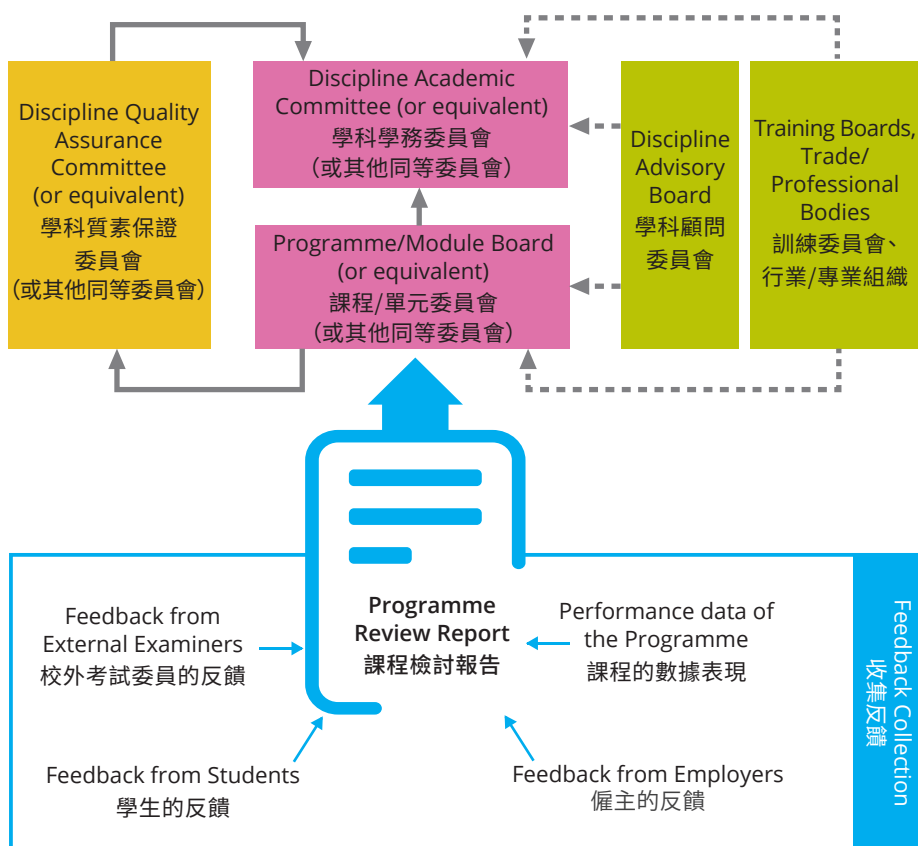 Discipline Quality
Assurance
Committee
(or equivalent)
學科質素保證
委員會
（或其他同等委員會）
Discipline Academic
Committee (or equivalent)
學科學務委員會
（或其他同等委員會）
Programme/Module Board
(or equivalent)
課程/單元委員會
（或其他同等委員會）
Discipline
Advisory
Board
學科顧問
委員會
Training Boards,
Trade/
Professional
Bodies
訓練委員會、
行業/專業組織
Programme
Review Report
課程檢討報告
Feedback from
External Examiners
校外考試委員的反饋
Performance data of
the Programme
課程的數據表現
Feedback from Students
學生的反饋
Feedback from Employers
僱主的反饋
Feedback Collection
收集反饋